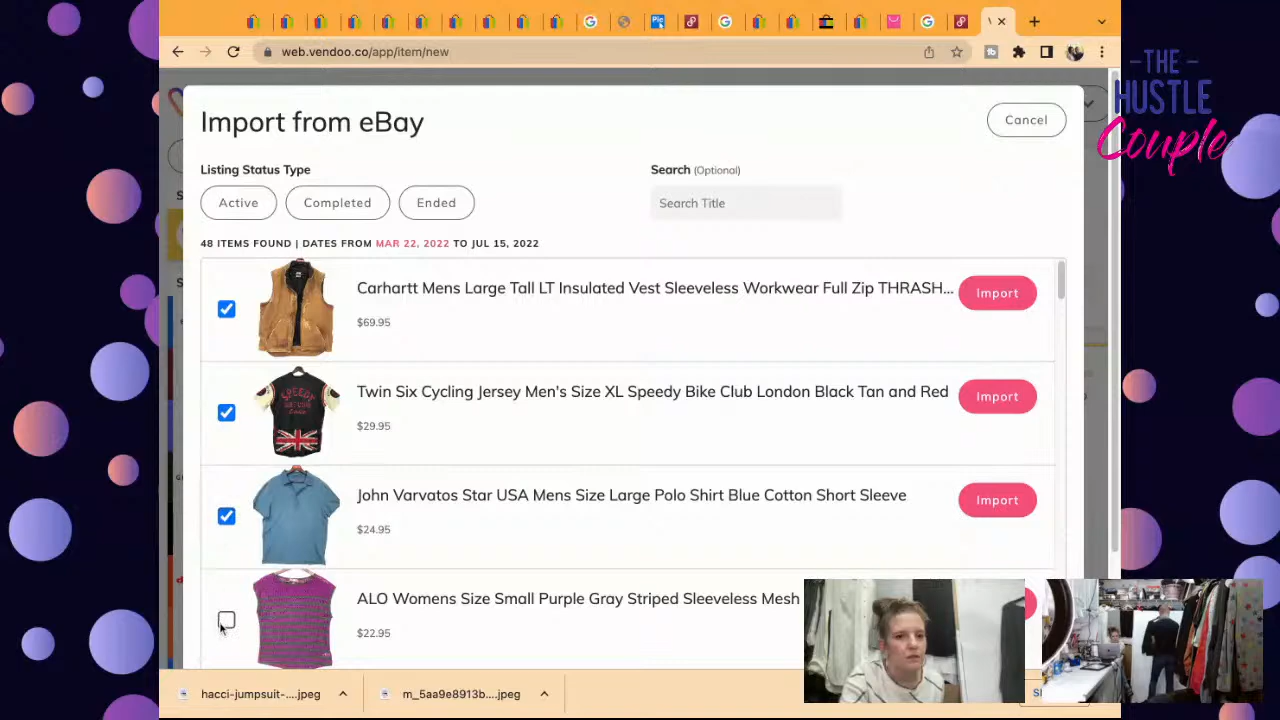 web.vendoo.co/app/item/new
-THE-
HUSTLE
Couple
Import from eBay
Cancel
Listing Status Type
Search (Optional)
Active
Completed
Ended
Search Title
48 ITEMS FOUND | DATES FROM MAR 22, 2022 TO JUL 15, 2022
Carhartt Mens Large Tall LT Insulated Vest Sleeveless Workwear Full Zip THRASH...
Import
$69.95
Twin Six Cycling Jersey Men's Size XL Speedy Bike Club London Black Tan and Red
Import
$29.95
SPEEDY
John Varvatos Star USA Mens Size Large Polo Shirt Blue Cotton Short Sleeve
Import
$24.95
ALO Womens Size Small Purple Gray Striped Sleeveless Mesh
$22.95
hacci-jumpsuit-....jpeg
m_5aa9e8913b....jpeg